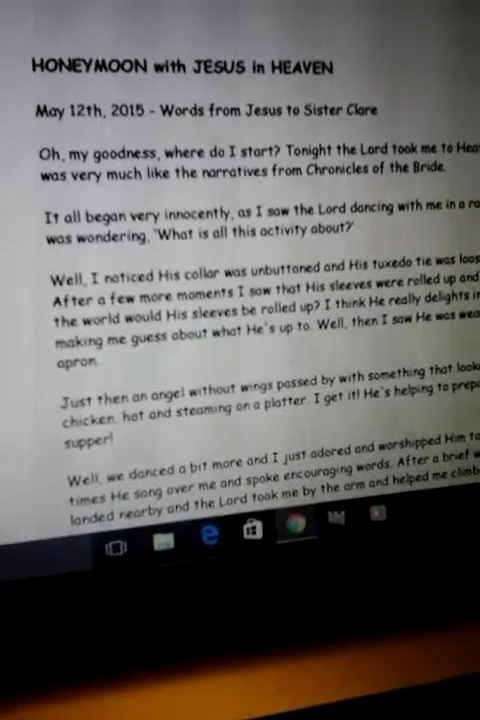 HONEYMOON with JESUS in HEAVEN
May 12th, 2015 - Words from Jesus to Sister Clare
Oh, my goodness, where do I start? Tonight the Lord took me to
was very much like the narratives from Chronicles of the Bride.
It all began very innocently, as I saw the Lord dancing with me in a
was wondering, 'What is all this activity about?'
Well, I noticed His collar was unbuttoned and His tuxedo tie was
After a few more moments I saw that His sleeves were rolled up and
the world would His sleeves be rolled up? I think He really delights
making me guess about what He's up to. Well, then I saw He was
apron.
Just then an angel without wings passed by with something that
chicken, hot and steaming on a platter. I get it! He's helping to
supper!
Well, we danced a bit more and I just adored and worshipped Him
times He sang over me and spoke encouraging words. After a brief
landed nearby and the Lord took me by the arm and helped me